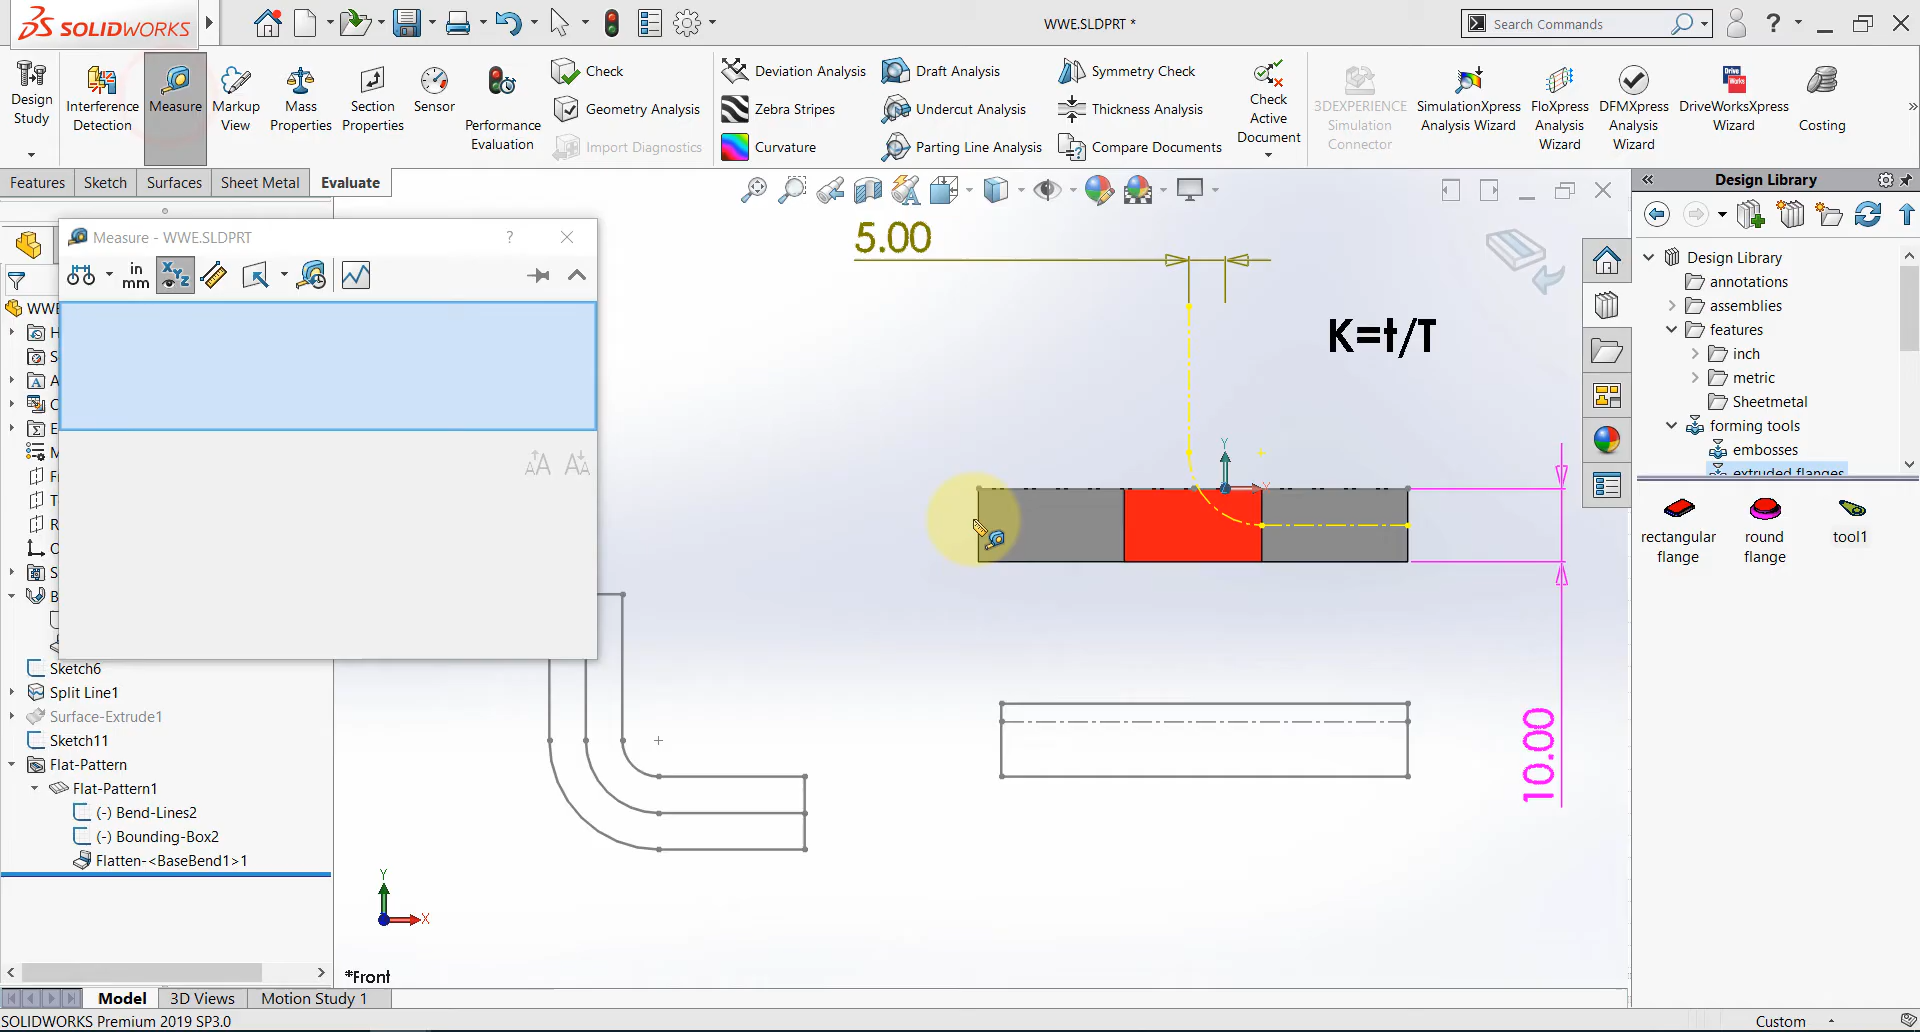 SOLIDWORKS
WWE.SLDPRT *
Search Commands
?
Design
Study
Interference
Detection
Measure
Markup
View
Mass
Properties
Section
Properties
Sensor
Performance
Evaluation
Check
Geometry Analysis
Import Diagnostics
Deviation Analysis
Zebra Stripes
Curvature
Draft Analysis
Undercut Analysis
Parting Line Analysis
Symmetry Check
Thickness Analysis
Compare Documents
Check
Active
Document
3DEXPERIENCE
Simulation
Connector
SimulationXpress
Analysis Wizard
FloXpress
Analysis
Wizard
DFMXpress
Analysis
Wizard
DriveWorksXpress
Wizard
Costing
Features
Sketch
Surfaces
Sheet Metal
Evaluate
Measure - WWE.SLDPRT
?
in
mm
XYZ
WWE
Sketch6
Split Line1
Surface-Extrude1
Sketch11
Flat-Pattern
Flat-Pattern1
(-) Bend-Lines2
(-) Bounding-Box2
Flatten-<BaseBend1>1
5.00
K=t/T
Y
X
10.00
Y
X
*Front
Design Library
Design Library
annotations
assemblies
features
inch
metric
Sheetmetal
forming tools
embosses
extruded flanges
rectangular
flange
round
flange
tool1
Model
3D Views
Motion Study 1
SOLIDWORKS Premium 2019 SP3.0
Custom